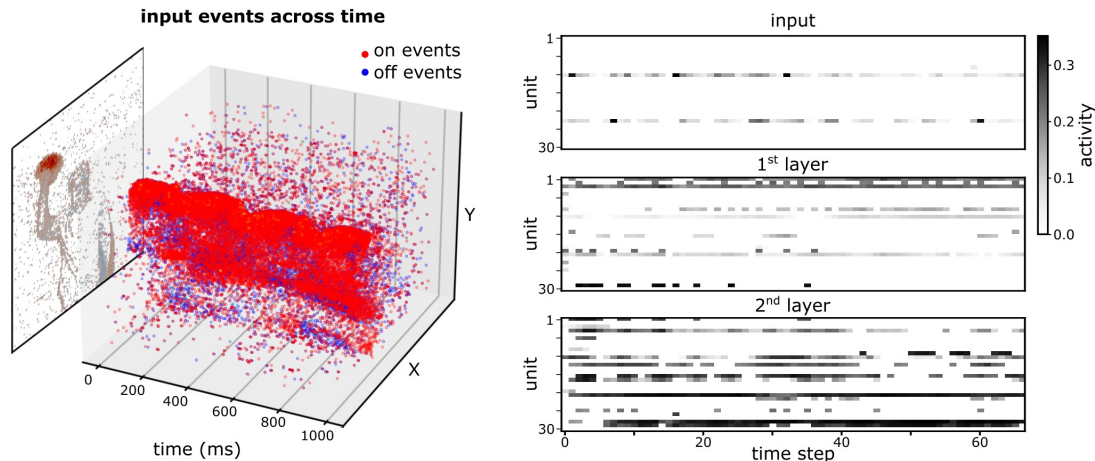 input events across time
on events
off events
Y
X
0
200
400
600
800
1000
time (ms)
input
1
unit
30
1st layer
1
unit
30
2nd layer
1
unit
30
0
20
40
60
time step
0.3
0.2
0.1
0.0
activity